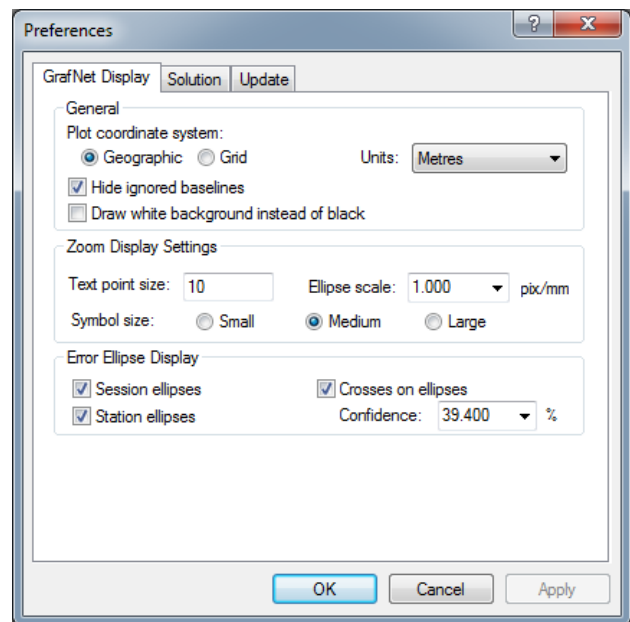 Preferences
GrafNet Display Solution Update
General
Plot coordinate system:
Geographic Grid Units: Metres
Hide ignored baselines
Draw white background instead of black
Zoom Display Settings
Text point size: 10 Ellipse scale: 1.000 pix/mm
Symbol size: Small Medium Large
Error Ellipse Display
Session ellipses Crosses on ellipses
Station ellipses Confidence: 39.400 %
OK Cancel Apply